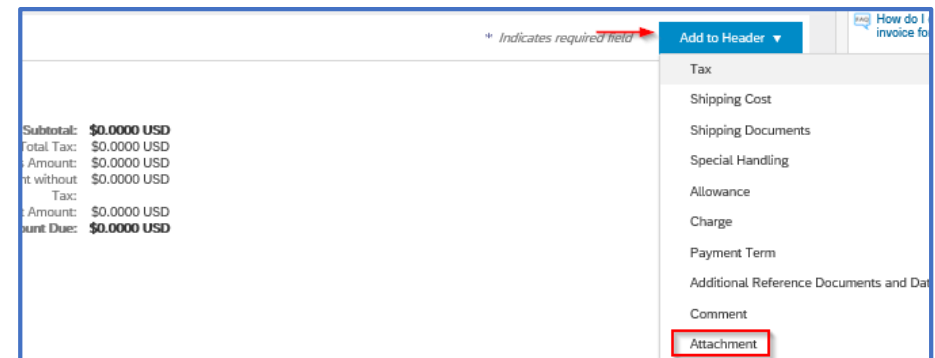 * Indicates required field
Add to Header ▼
FAQ How do I
invoice fo
Tax
Shipping Cost
Shipping Documents
Special Handling
Allowance
Charge
Payment Term
Additional Reference Documents and Dat
Comment
Attachment
Subtotal: $0.0000 USD
Total Tax: $0.0000 USD
Amount: $0.0000 USD
without $0.0000 USD
Tax:
Amount: $0.0000 USD
Due: $0.0000 USD